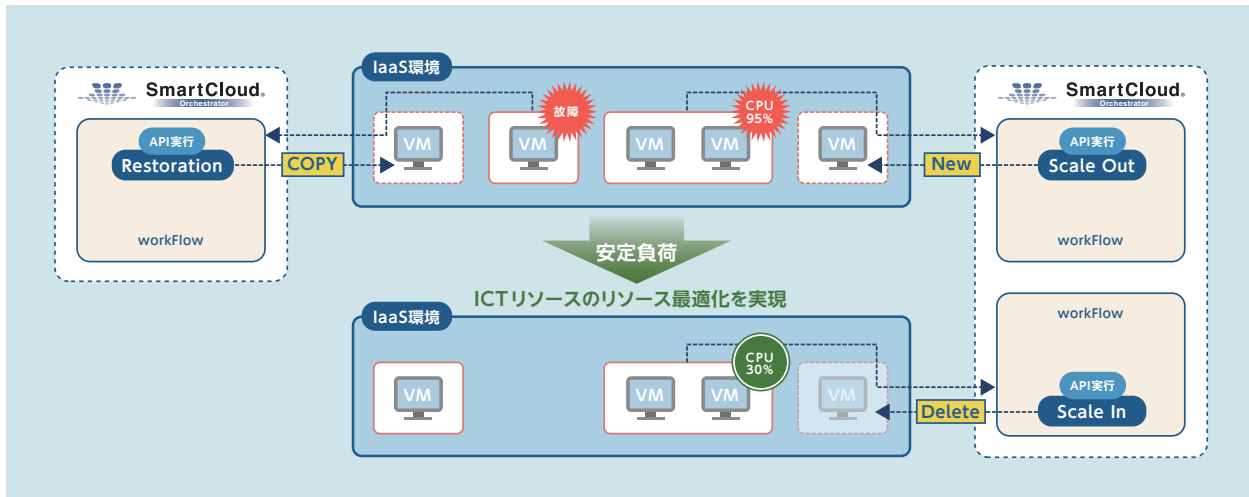 SmartCloud®
Orchestrator
API実行
Restoration
workFlow
COPY
IaaS環境
VM
故障
VM
VM
CPU
95%
VM
VM
New
SmartCloud®
Orchestrator
API実行
Scale Out
workFlow
安定負荷
ICTリソースのリソース最適化を実現
IaaS環境
VM
VM
VM
CPU
30%
VM
Delete
workFlow
API実行
Scale In